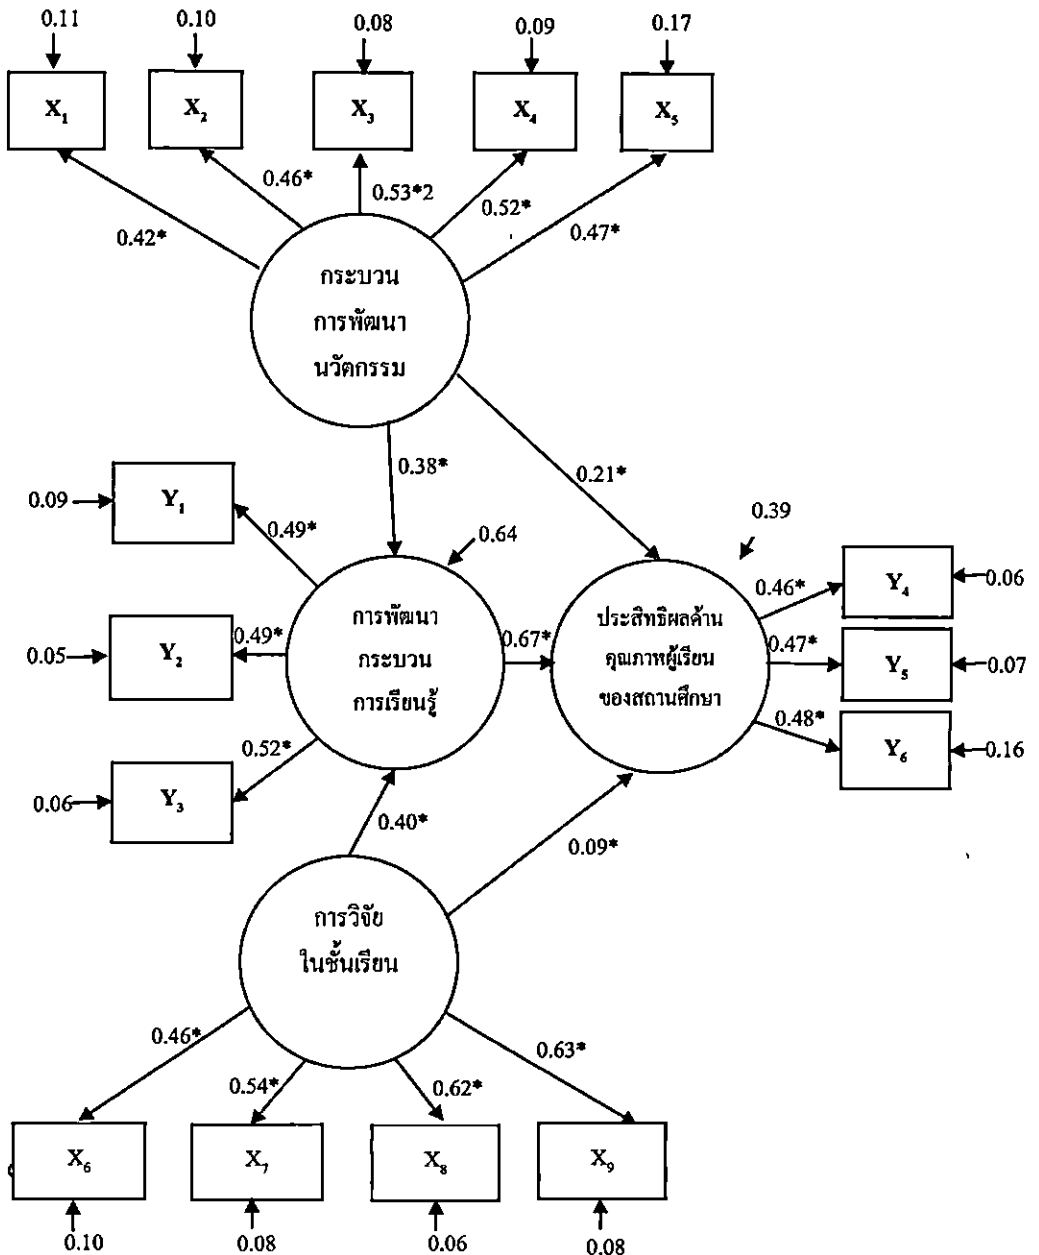 0.11
0.10
0.08
0.09
0.17
X₁
X₂
X₃
X₄
X₅
0.42*
0.46*
0.53*2
0.52*
0.47*
กระบวน
การพัฒนา
นวัตกรรม
0.38*
0.21*
0.09
Y₁
0.49*
0.64
0.39
0.05
Y₂
0.49*
การพัฒนา
กระบวน
การเรียนรู้
0.67*
ประสิทธิผลด้าน
คุณภาพผู้เรียน
ของสถานศึกษา
0.46*
Y₄
0.06
0.47*
Y₅
0.07
0.48*
Y₆
0.16
0.06
Y₃
0.52*
0.40*
0.09*
การวิจัย
ในชั้นเรียน
0.46*
0.54*
0.62*
0.63*
X₆
X₇
X₈
X₉
0.10
0.08
0.06
0.08